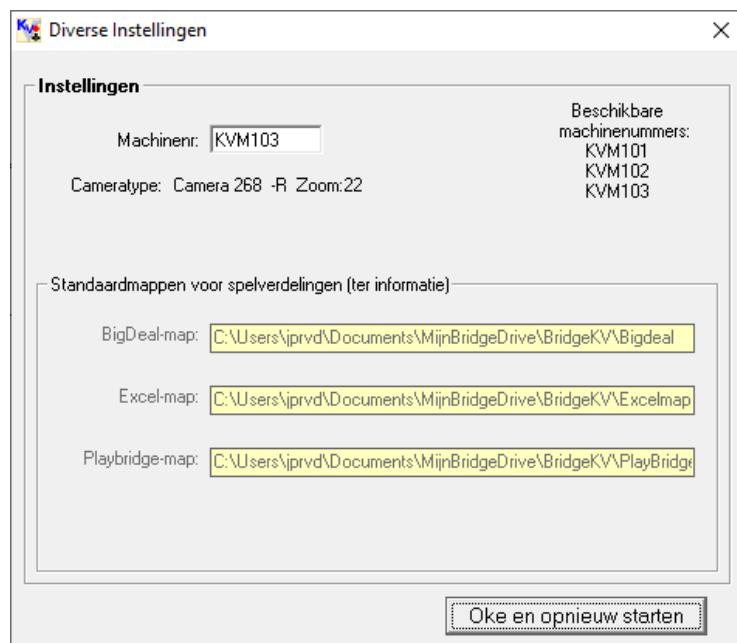 Diverse Instellingen
Instellingen
Machinenr: KVM103
Cameratype: Camera 268 -R Zoom:22
Beschikbare
machinenummers:
KVM101
KVM102
KVM103
Standaardmappen voor spelverdelingen (ter informatie)
BigDeal-map: C:\Users\jprvd\Documents\MijnBridgeDrive\BridgeKV\Bigdeal
Excel-map: C:\Users\jprvd\Documents\MijnBridgeDrive\BridgeKV\Excelmap
Playbridge-map: C:\Users\jprvd\Documents\MijnBridgeDrive\BridgeKV\PlayBridge
Oke en opnieuw starten